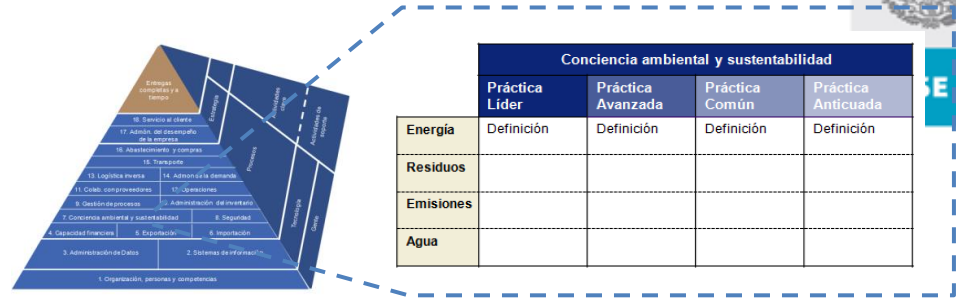 Entregas
completas y a
tiempo
18. Servicio al cliente
17. Admón. del desempeño
de la empresa
16. Abastecimiento y compras
15. Transporte
13. Logística inversa
14. Admon de la demanda
11. Colab. con proveedores
12. Operaciones
9. Gestión de procesos
10. Administración del inventario
7. Conciencia ambiental y sustentabilidad
8. Seguridad
4. Capacidad financiera
5. Exportación
6. Importación
3. Administración de Datos
2. Sistemas de información
1. Organización, personas y competencias
Estrategia
Procesos
Tecnología
Gente
Actividades
clave
Actividades de
soporte
Conciencia ambiental y sustentabilidad
Práctica
Líder
Práctica
Avanzada
Práctica
Común
Práctica
Anticuada
Energía
Definición
Definición
Definición
Definición
Residuos
Emisiones
Agua
SE